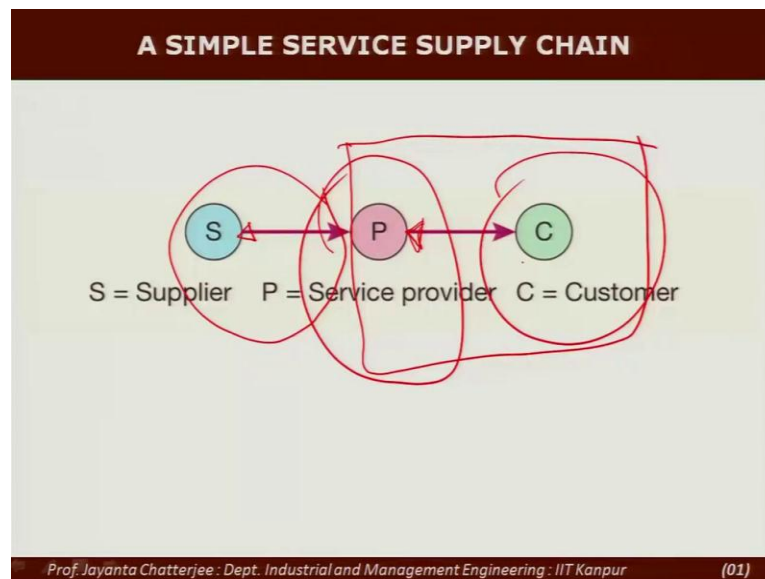 A SIMPLE SERVICE SUPPLY CHAIN
S P C
S = Supplier P = Service provider C = Customer
Prof. Jayanta Chatterjee : Dept. Industrial and Management Engineering : IIT Kanpur (01)